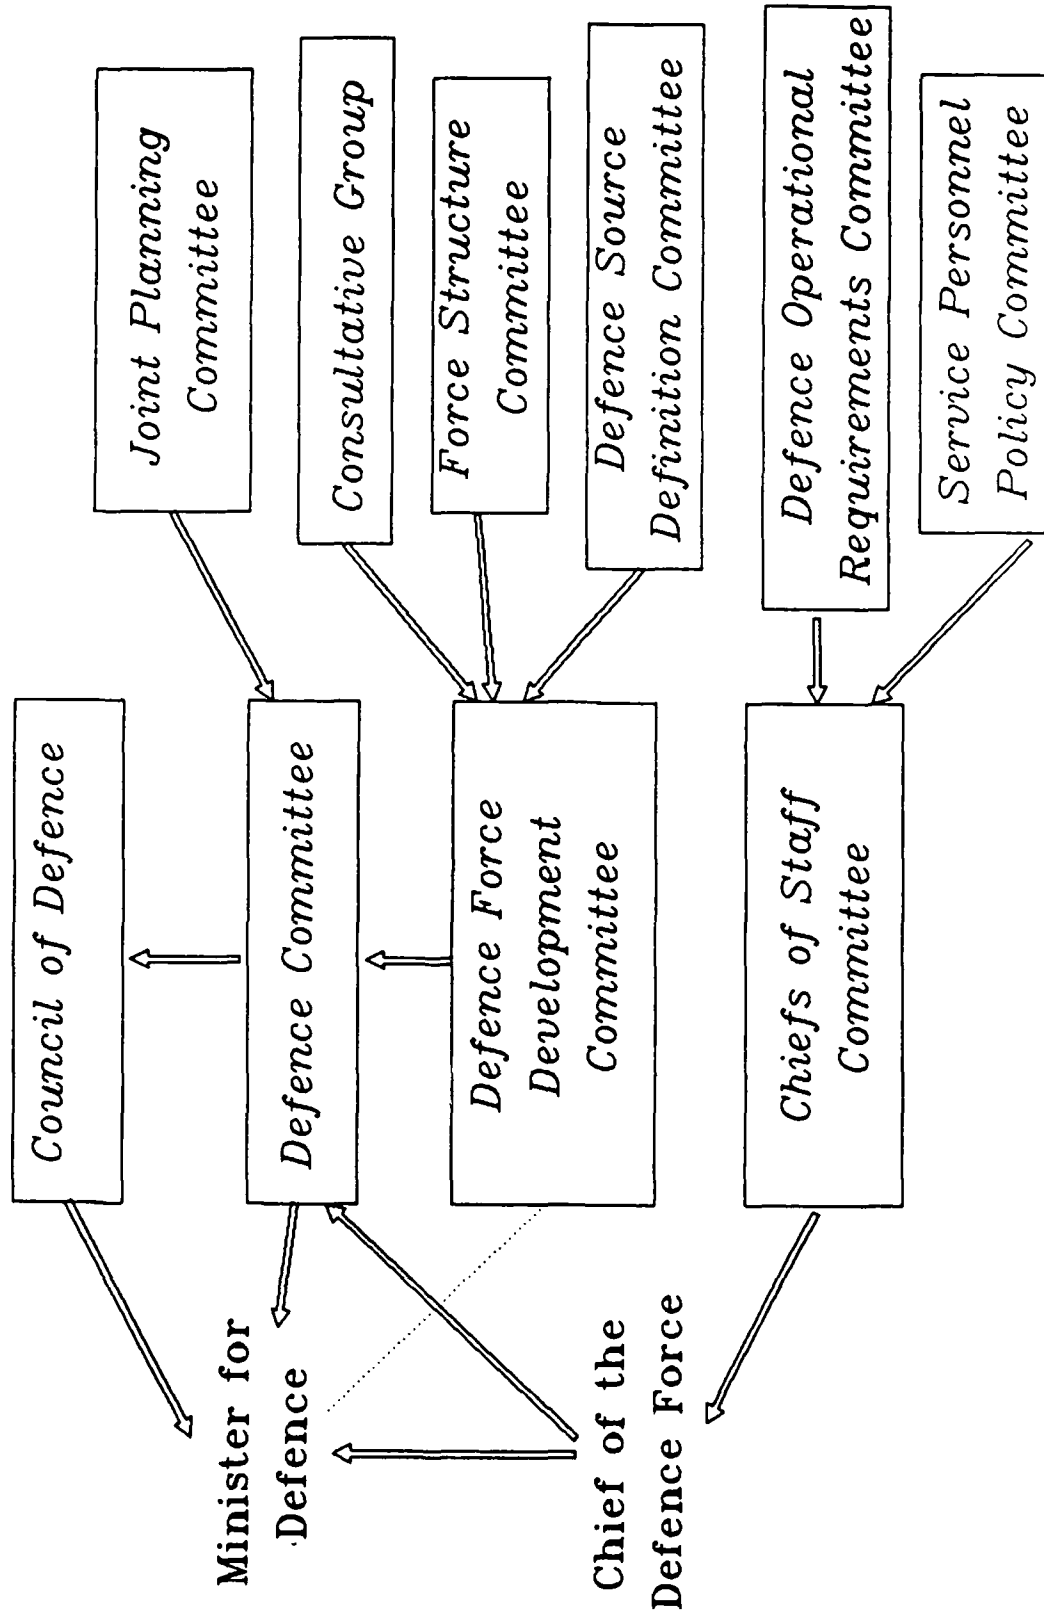 Minister for
Defence
Chief of the
Defence Force
Council of Defence
Defence Committee
Defence Force
Development
Committee
Chiefs of Staff
Committee
Joint Planning
Committee
Consultative Group
Force Structure
Committee
Defence Source
Definition Committee
Defence Operational
Requirements Committee
Service Personnel
Policy Committee